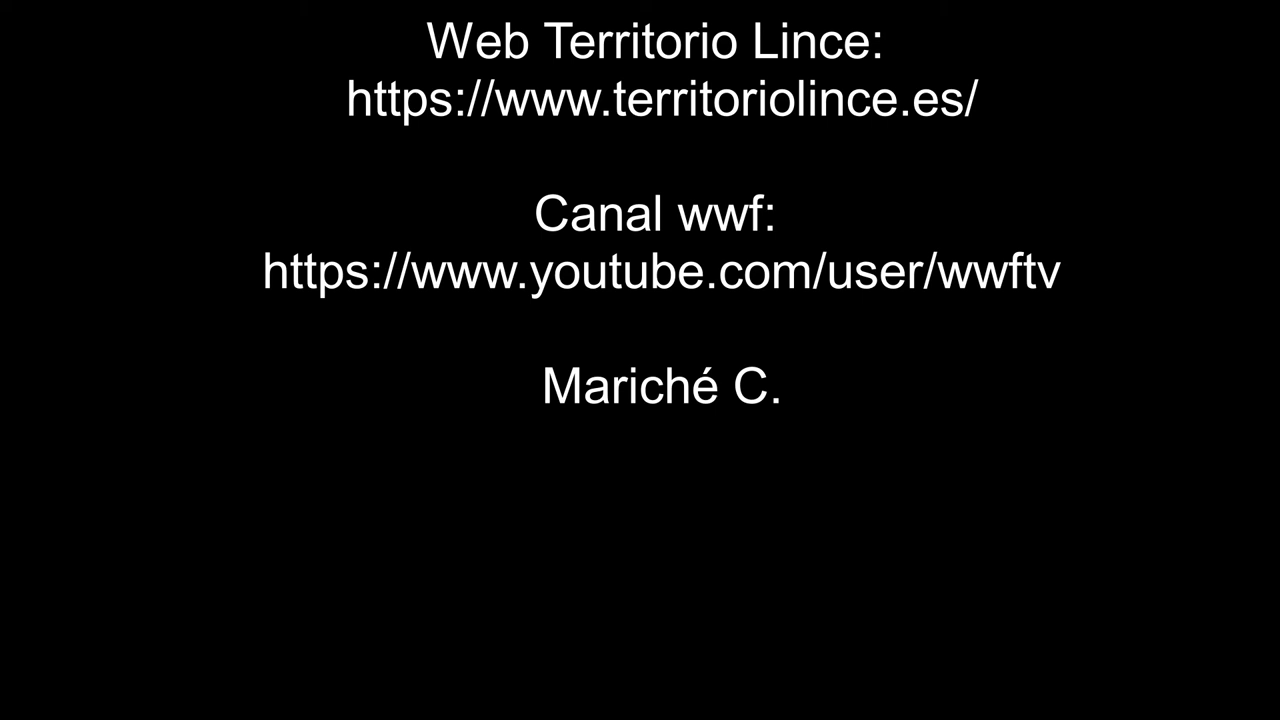 Web Territorio Lince:
https://www.territoriolince.es/
Canal wwf:
https://www.youtube.com/user/wwftv
Mariché C.